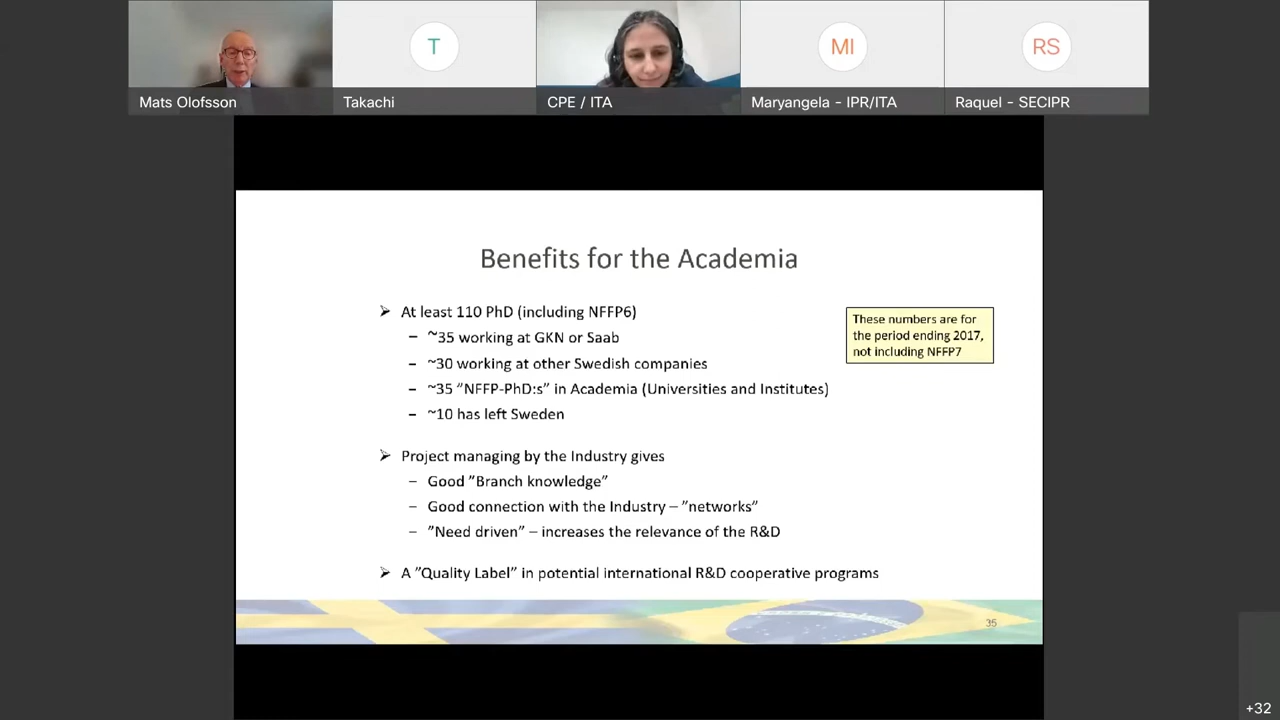 T
MI
RS
Mats Olofsson
Takachi
CPE / ITA
Maryangela - IPR/ITA
Raquel - SECIPR
Benefits for the Academia
➢ At least 110 PhD (including NFFP6)
– ~35 working at GKN or Saab
– ~30 working at other Swedish companies
– ~35 ”NFFP-PhD:s” in Academia (Universities and Institutes)
– ~10 has left Sweden
These numbers are for
the period ending 2017,
not including NFFP7
➢ Project managing by the Industry gives
– Good ”Branch knowledge”
– Good connection with the Industry – ”networks”
– ”Need driven” – increases the relevance of the R&D
➢ A ”Quality Label” in potential international R&D cooperative programs
35
+32